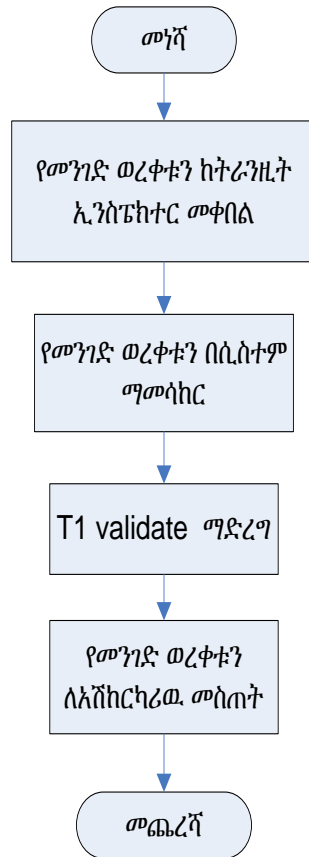 መነሻ
የመንገድ ወረቀቱን ከትራንዚት
ኢንስፔክተር መቀበል
የመንገድ ወረቀቱን በሲስተም
ማመሳከር
T1 validate ማድረግ
የመንገድ ወረቀቱን
ለአሽከርካሪዉ መስጠት
መጨረሻ